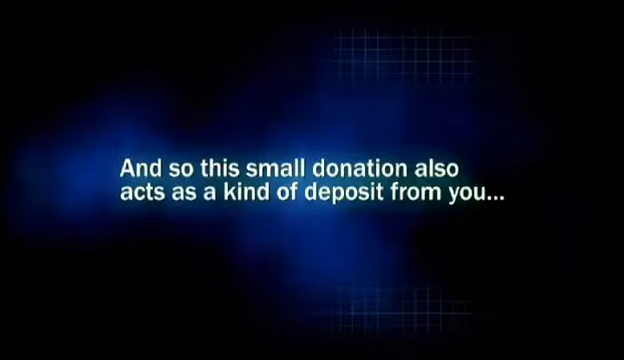 And so this small donation also
acts as a kind of deposit from you...